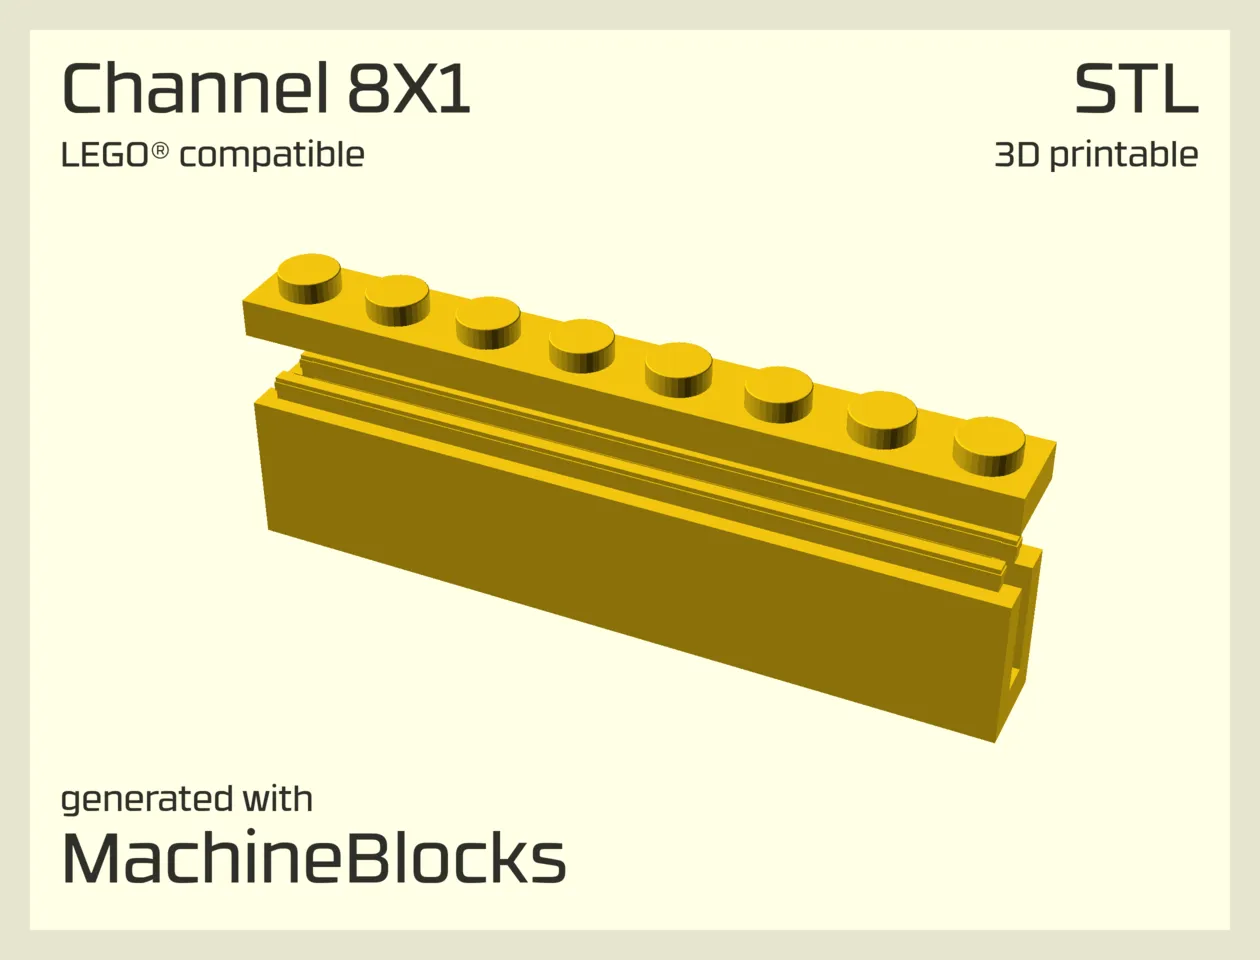 Channel 8X1
STL
LEGO® compatible
3D printable
generated with
MachineBlocks